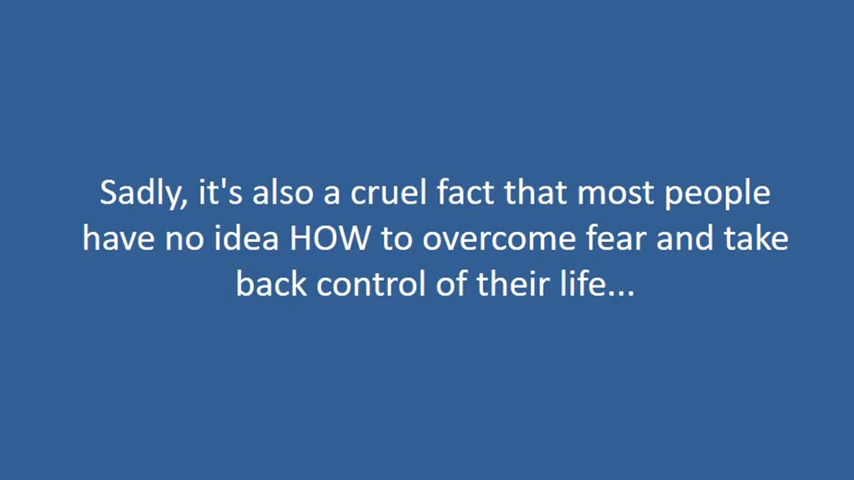 Sadly, it's also a cruel fact that most people
have no idea HOW to overcome fear and take
back control of their life...